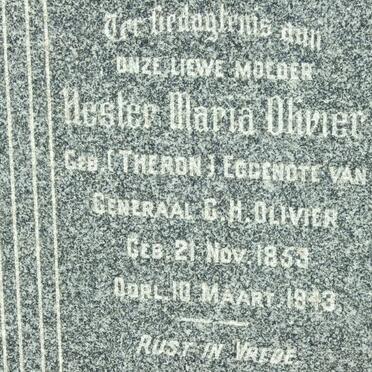 Ter Gedagtenis aan
ONZE LIEWE MOEDER
Hester Maria Olivier
GEB. (THERON) EGGENOTE VAN
GENERAAL C. H. OLIVIER
GEB. 21 NOV. 1853
OORL. 10 MAART 1943
RUST IN VREDE